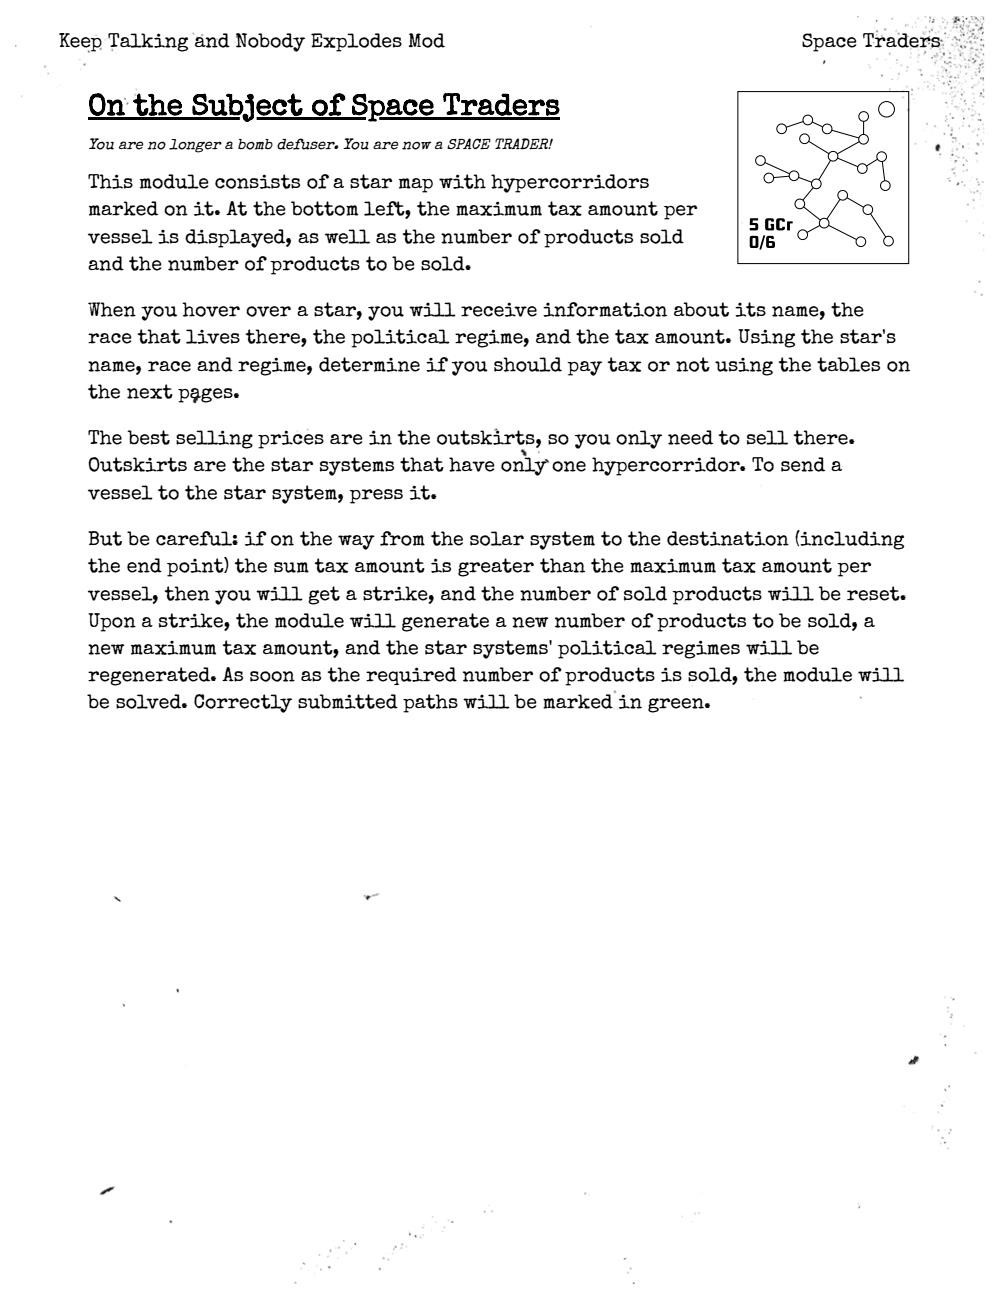 Keep Talking and Nobody Explodes Mod
Space Traders
On the Subject of Space Traders
You are no longer a bomb defuser. You are now a SPACE TRADER!
This module consists of a star map with hypercorridors
marked on it. At the bottom left, the maximum tax amount per
vessel is displayed, as well as the number of products sold
and the number of products to be sold.
5 GCr
0/6
When you hover over a star, you will receive information about its name, the
race that lives there, the political regime, and the tax amount. Using the star's
name, race and regime, determine if you should pay tax or not using the tables on
the next pages.
The best selling prices are in the outskirts, so you only need to sell there.
Outskirts are the star systems that have only one hypercorridor. To send a
vessel to the star system, press it.
But be careful: if on the way from the solar system to the destination (including
the end point) the sum tax amount is greater than the maximum tax amount per
vessel, then you will get a strike, and the number of sold products will be reset.
Upon a strike, the module will generate a new number of products to be sold, a
new maximum tax amount, and the star systems' political regimes will be
regenerated. As soon as the required number of products is sold, the module will
be solved. Correctly submitted paths will be marked in green.